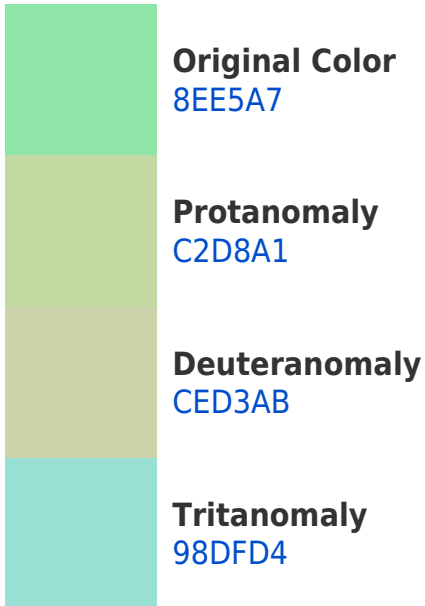 Original Color
8EE5A7
Protanomaly
C2D8A1
Deuteranomaly
CED3AB
Tritanomaly
98DFD4